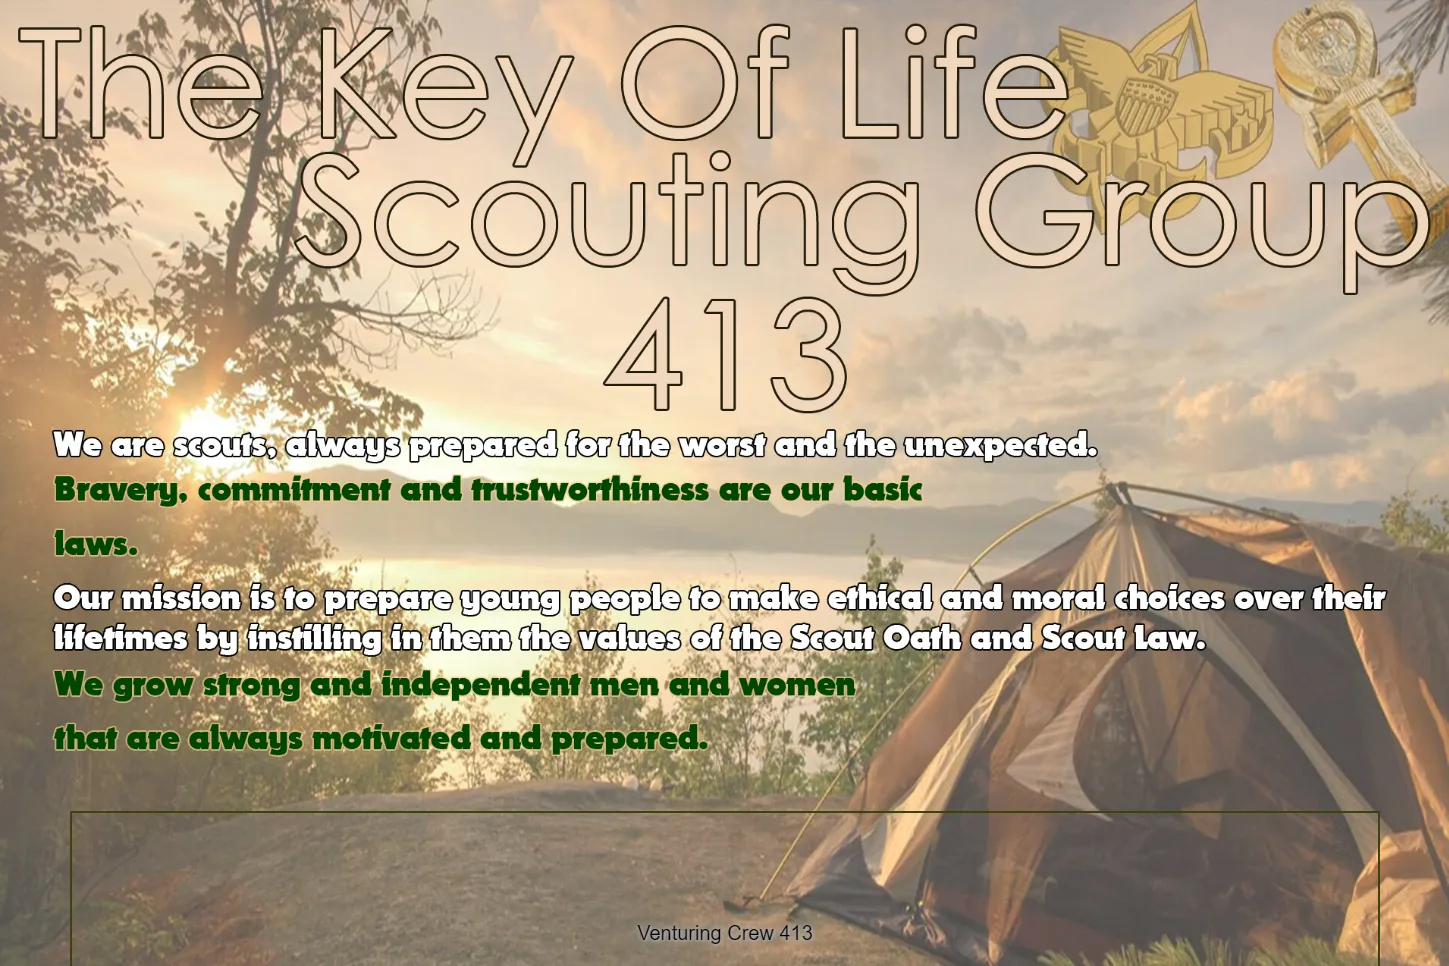 The Key Of Life
Scouting Group
413
We are scouts, always prepared for the worst and the unexpected.
Bravery, commitment and trustworthiness are our basic
laws.
Our mission is to prepare young people to make ethical and moral choices over their
lifetimes by instilling in them the values of the Scout Oath and Scout Law.
We grow strong and independent men and women
that are always motivated and prepared.
Venturing Crew 413